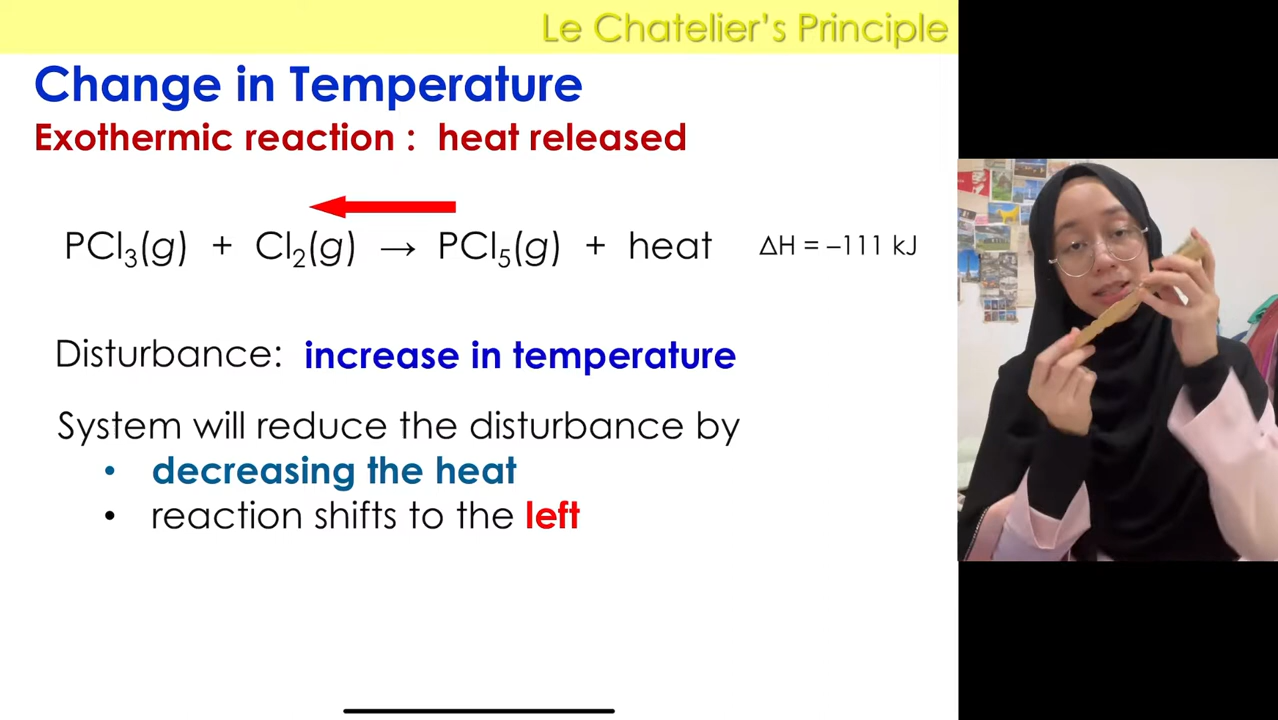 Le Chatelier's Principle
Change in Temperature
Exothermic reaction : heat released
PCl₃(g) + Cl₂(g) → PCl₅(g) + heat ΔH = –111 kJ
Disturbance: increase in temperature
System will reduce the disturbance by
• decreasing the heat
• reaction shifts to the left